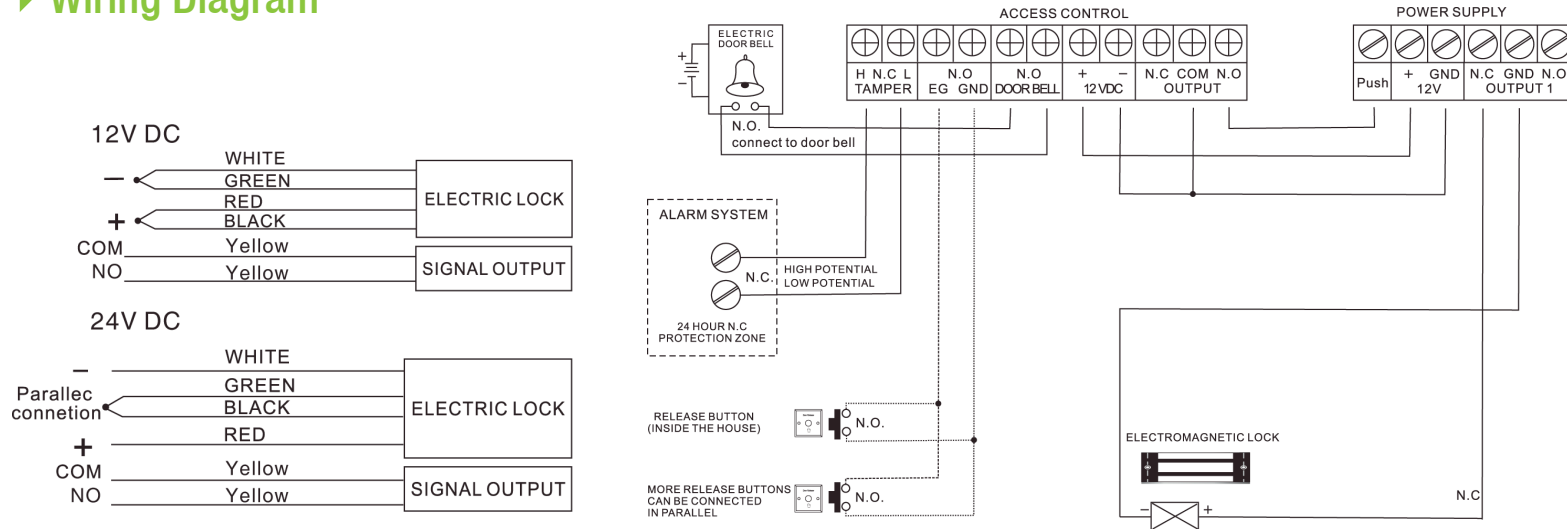 Wiring Diagram
12V DC
−
WHITE
GREEN
RED
+
BLACK
ELECTRIC LOCK
COM
Yellow
NO
Yellow
SIGNAL OUTPUT
24V DC
−
WHITE
Parallec
connetion
GREEN
BLACK
ELECTRIC LOCK
+
RED
COM
Yellow
NO
Yellow
SIGNAL OUTPUT
ELECTRIC
DOOR BELL
+
−
N.O.
connect to door bell
ACCESS CONTROL
H N.C L
TAMPER
N.O
EG GND
N.O
DOOR BELL
+ −
12 VDC
N.C COM N.O
OUTPUT
POWER SUPPLY
Push
+ GND
12V
N.C GND N.O
OUTPUT 1
ALARM SYSTEM
N.C.
HIGH POTENTIAL
LOW POTENTIAL
24 HOUR N.C
PROTECTION ZONE
RELEASE BUTTON
(INSIDE THE HOUSE)
N.O.
MORE RELEASE BUTTONS
CAN BE CONNECTED
IN PARALLEL
N.O.
ELECTROMAGNETIC LOCK
− +
N.C